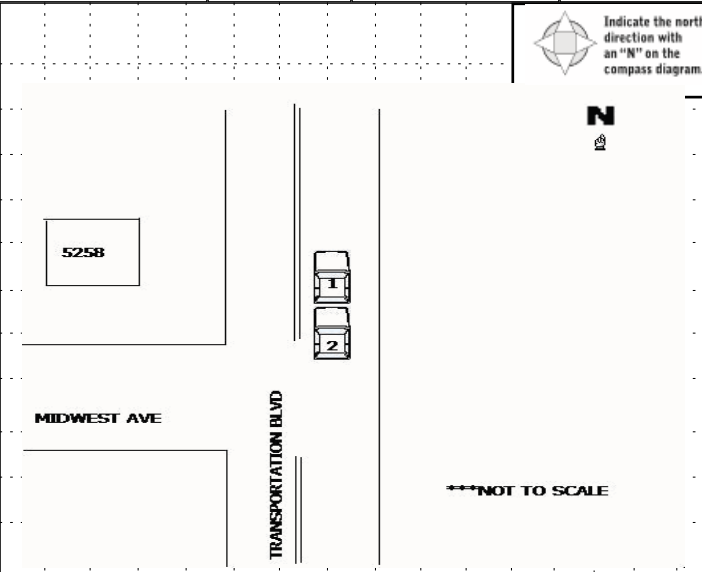 Indicate the north
direction with
an “N” on the
compass diagram.
N
5258
1
2
MIDWEST AVE
TRANSPORTATION BLVD
***NOT TO SCALE